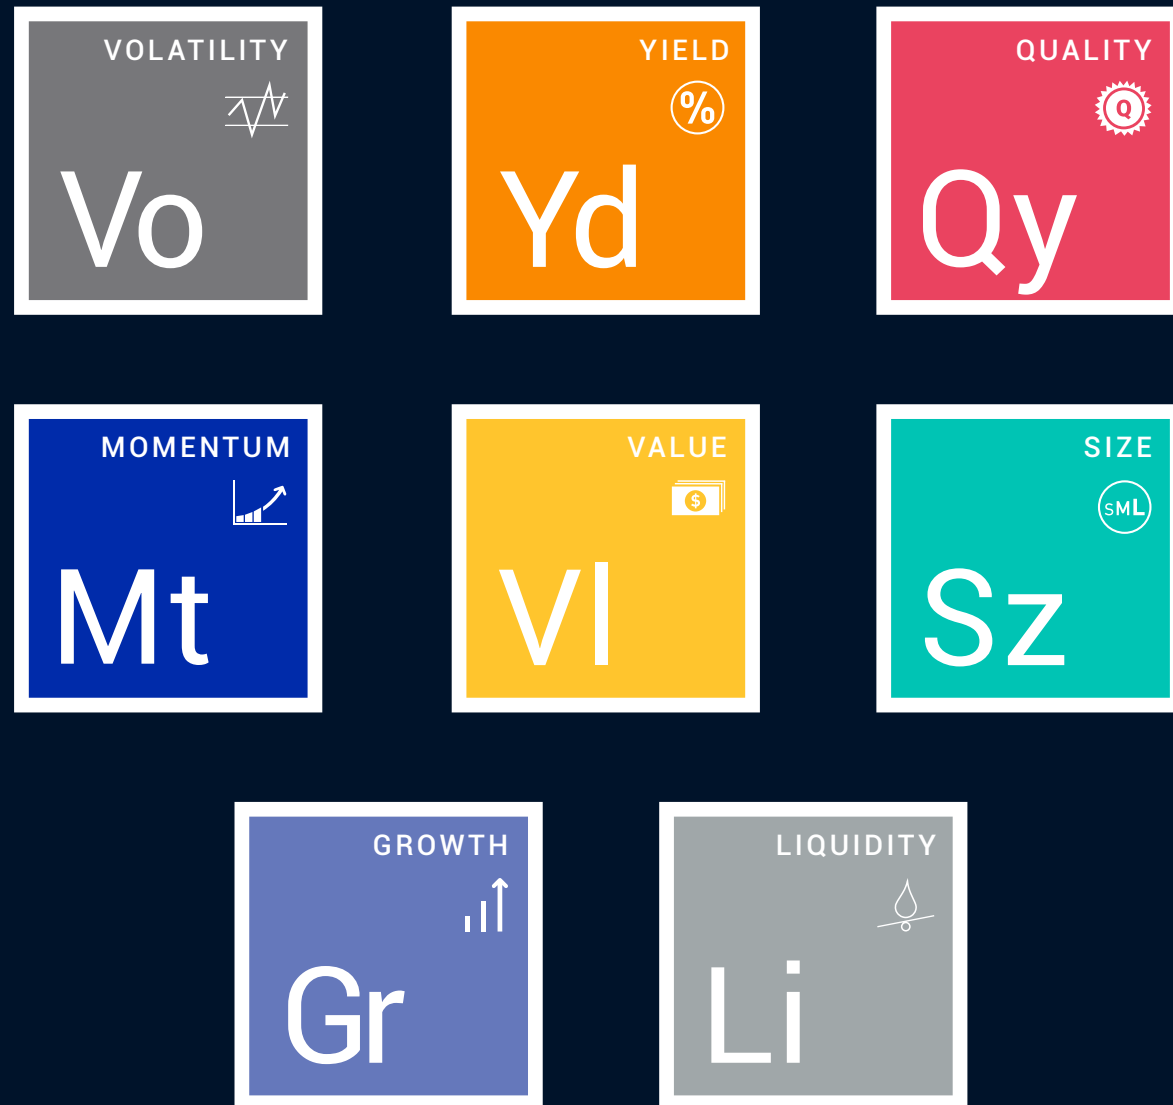 VOLATILITY
Vo
YIELD
%
Yd
QUALITY
Q
Qy
MOMENTUM
Mt
VALUE
$
Vl
SIZE
SML
Sz
GROWTH
Gr
LIQUIDITY
Li